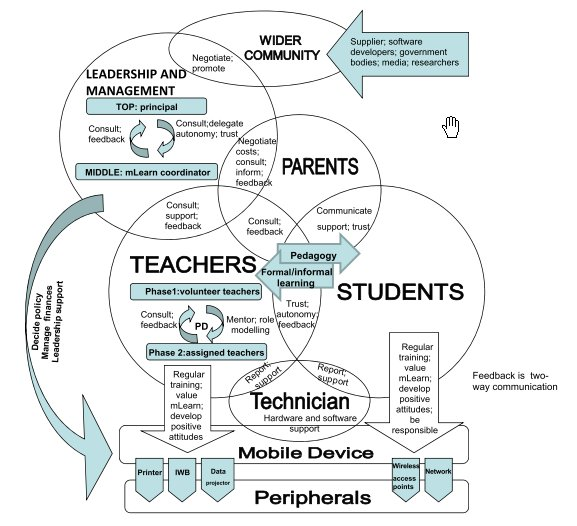 WIDER
COMMUNITY
Supplier; software
developers; government
bodies; media; researchers
Negotiate;
promote
LEADERSHIP AND
MANAGEMENT
TOP: principal
Consult;
feedback
Consult;delegate
autonomy; trust
MIDDLE: mLearn coordinator
Negotiate
costs;
consult;
inform;
feedback
PARENTS
Consult;
support;
feedback
Consult;
feedback
Communicate
support; trust
Pedagogy
Formal/informal
learning
TEACHERS
STUDENTS
Phase1:volunteer teachers
Consult;
feedback
PD
Mentor; role
modelling
Phase 2:assigned teachers
Trust;
autonomy;
feedback
Decide policy
Manage finances
Leadership support
Report;
support
Report;
support
Technician
Hardware and software
support
Regular
training;
value
mLearn;
develop
positive
attitudes
Regular
training;
value
mLearn;
develop
positive
attitudes;
be
responsible
Feedback is two-
way communication
Mobile Device
Printer
IWB
Data
projector
Wireless
access
points
Network
Peripherals